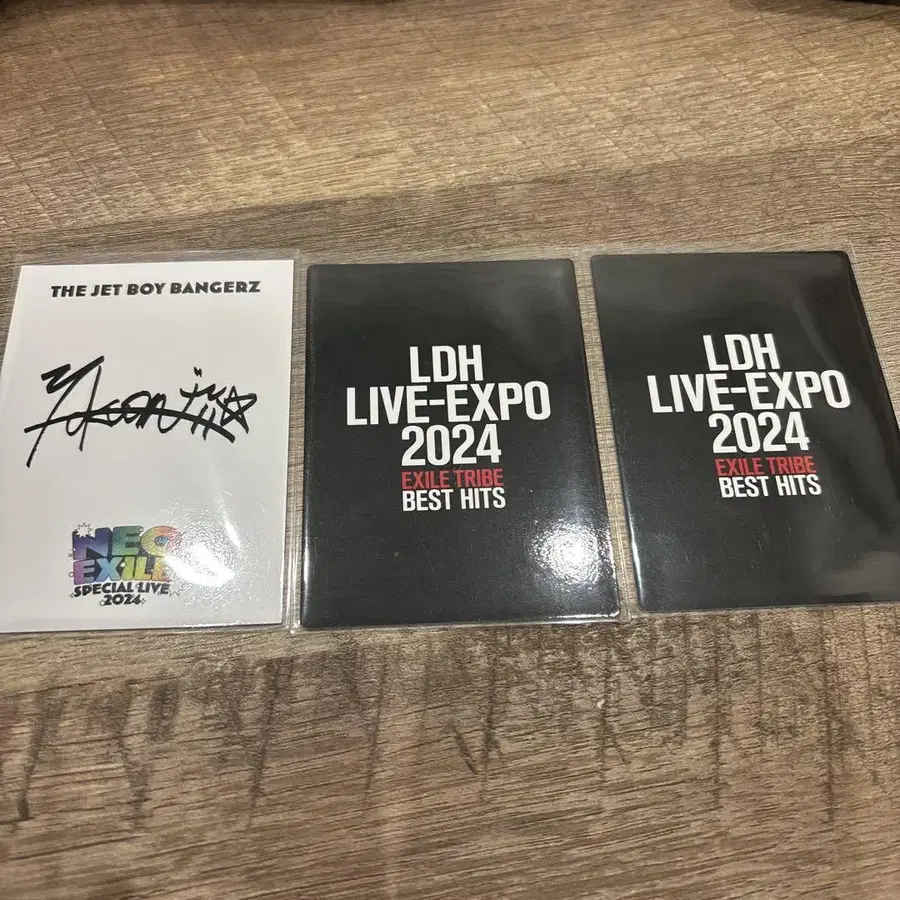 THE JET BOY BANGERZ
NEO
EXILE
SPECIAL LIVE
2024
LDH
LIVE-EXPO
2024
EXILE TRIBE
BEST HITS
LDH
LIVE-EXPO
2024
EXILE TRIBE
BEST HITS